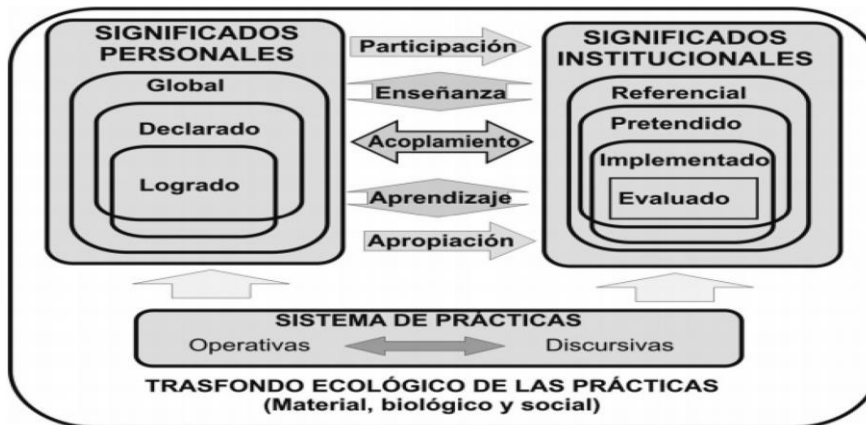 SIGNIFICADOS
PERSONALES
Global
Declarado
Logrado
Participación
Enseñanza
Acoplamiento
Aprendizaje
Apropiación
SIGNIFICADOS
INSTITUCIONALES
Referencial
Pretendido
Implementado
Evaluado
SISTEMA DE PRÁCTICAS
Operativas
Discursivas
TRASFONDO ECOLÓGICO DE LAS PRÁCTICAS
(Material, biológico y social)